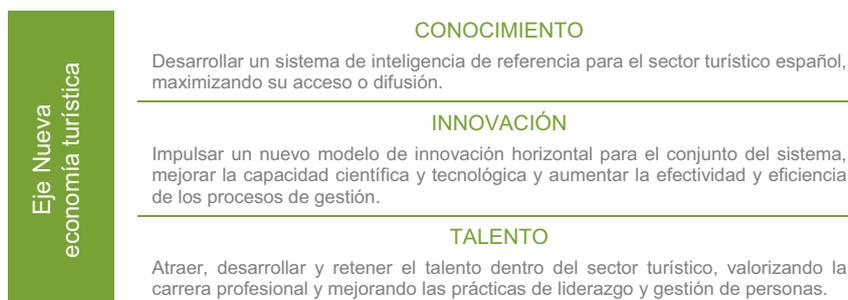 Eje Nueva
economía turística
CONOCIMIENTO
Desarrollar un sistema de inteligencia de referencia para el sector turístico español,
maximizando su acceso o difusión.
INNOVACIÓN
Impulsar un nuevo modelo de innovación horizontal para el conjunto del sistema,
mejorar la capacidad científica y tecnológica y aumentar la efectividad y eficiencia
de los procesos de gestión.
TALENTO
Atraer, desarrollar y retener el talento dentro del sector turístico, valorizando la
carrera profesional y mejorando las prácticas de liderazgo y gestión de personas.